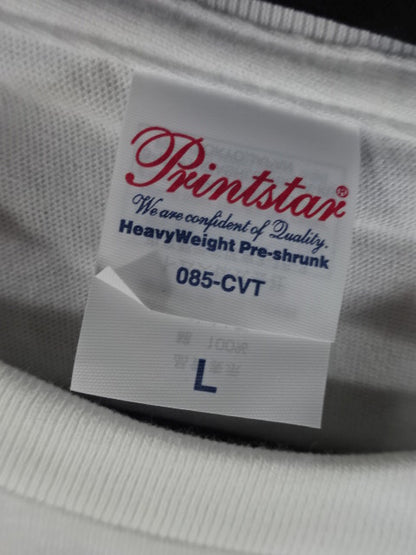 Printstar®
We are confident of Quality.
HeavyWeight Pre-shrunk
085-CVT
L